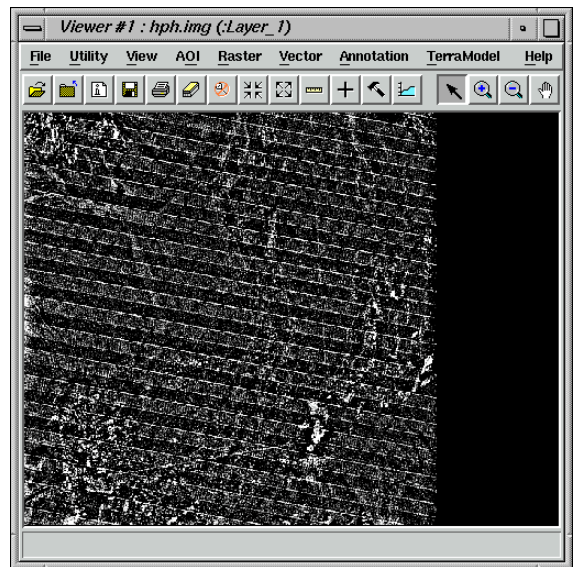 Viewer #1 : hph.img (:Layer_1)
File Utility View AOI Raster Vector Annotation TerraModel Help